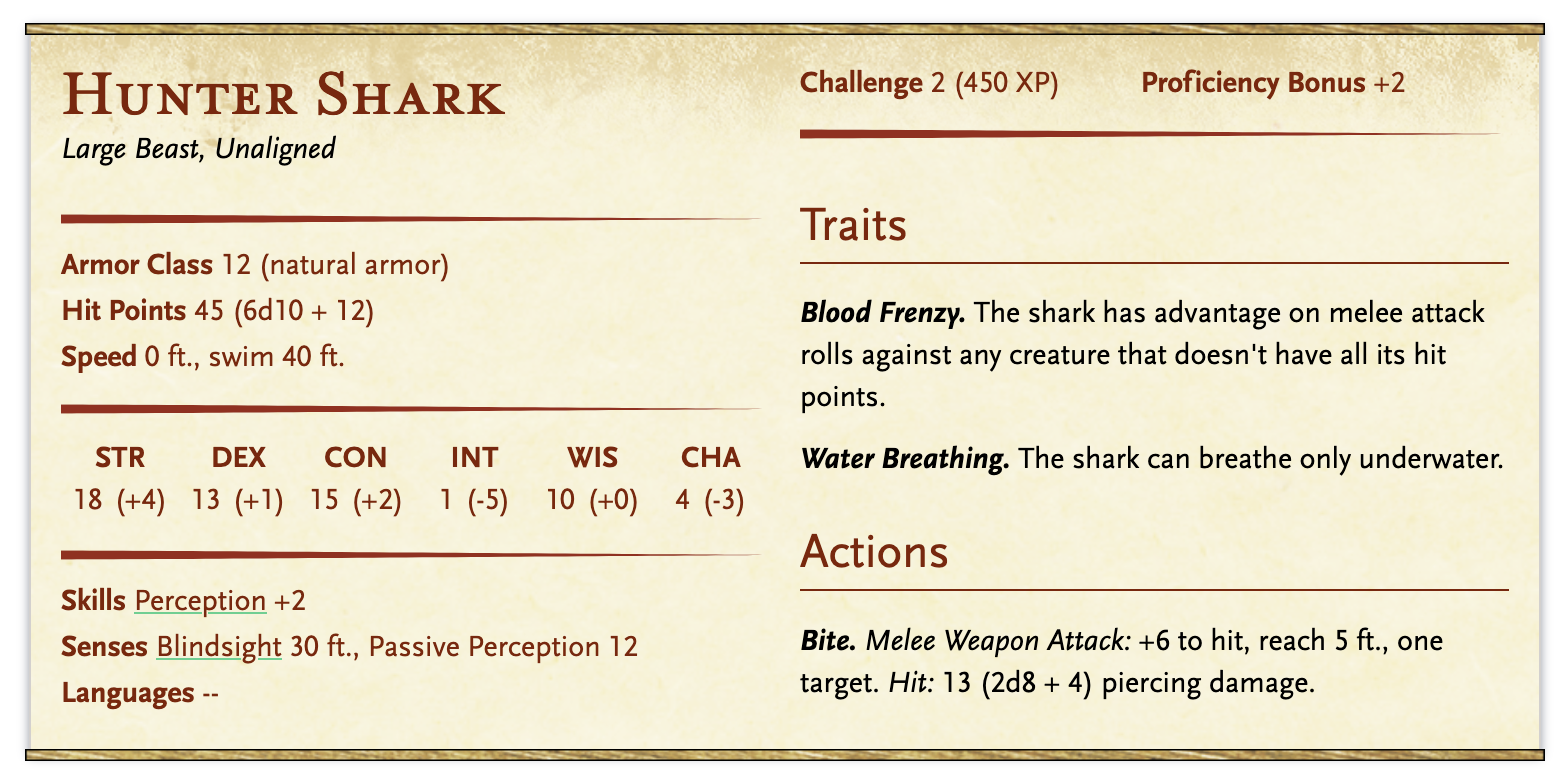 Hunter Shark
Large Beast, Unaligned
Armor Class 12 (natural armor)
Hit Points 45 (6d10 + 12)
Speed 0 ft., swim 40 ft.
STR DEX CON INT WIS CHA
18 (+4) 13 (+1) 15 (+2) 1 (-5) 10 (+0) 4 (-3)
Skills Perception +2
Senses Blindsight 30 ft., Passive Perception 12
Languages --
Challenge 2 (450 XP) Proficiency Bonus +2
Traits
Blood Frenzy. The shark has advantage on melee attack
rolls against any creature that doesn't have all its hit
points.
Water Breathing. The shark can breathe only underwater.
Actions
Bite. Melee Weapon Attack: +6 to hit, reach 5 ft., one
target. Hit: 13 (2d8 + 4) piercing damage.